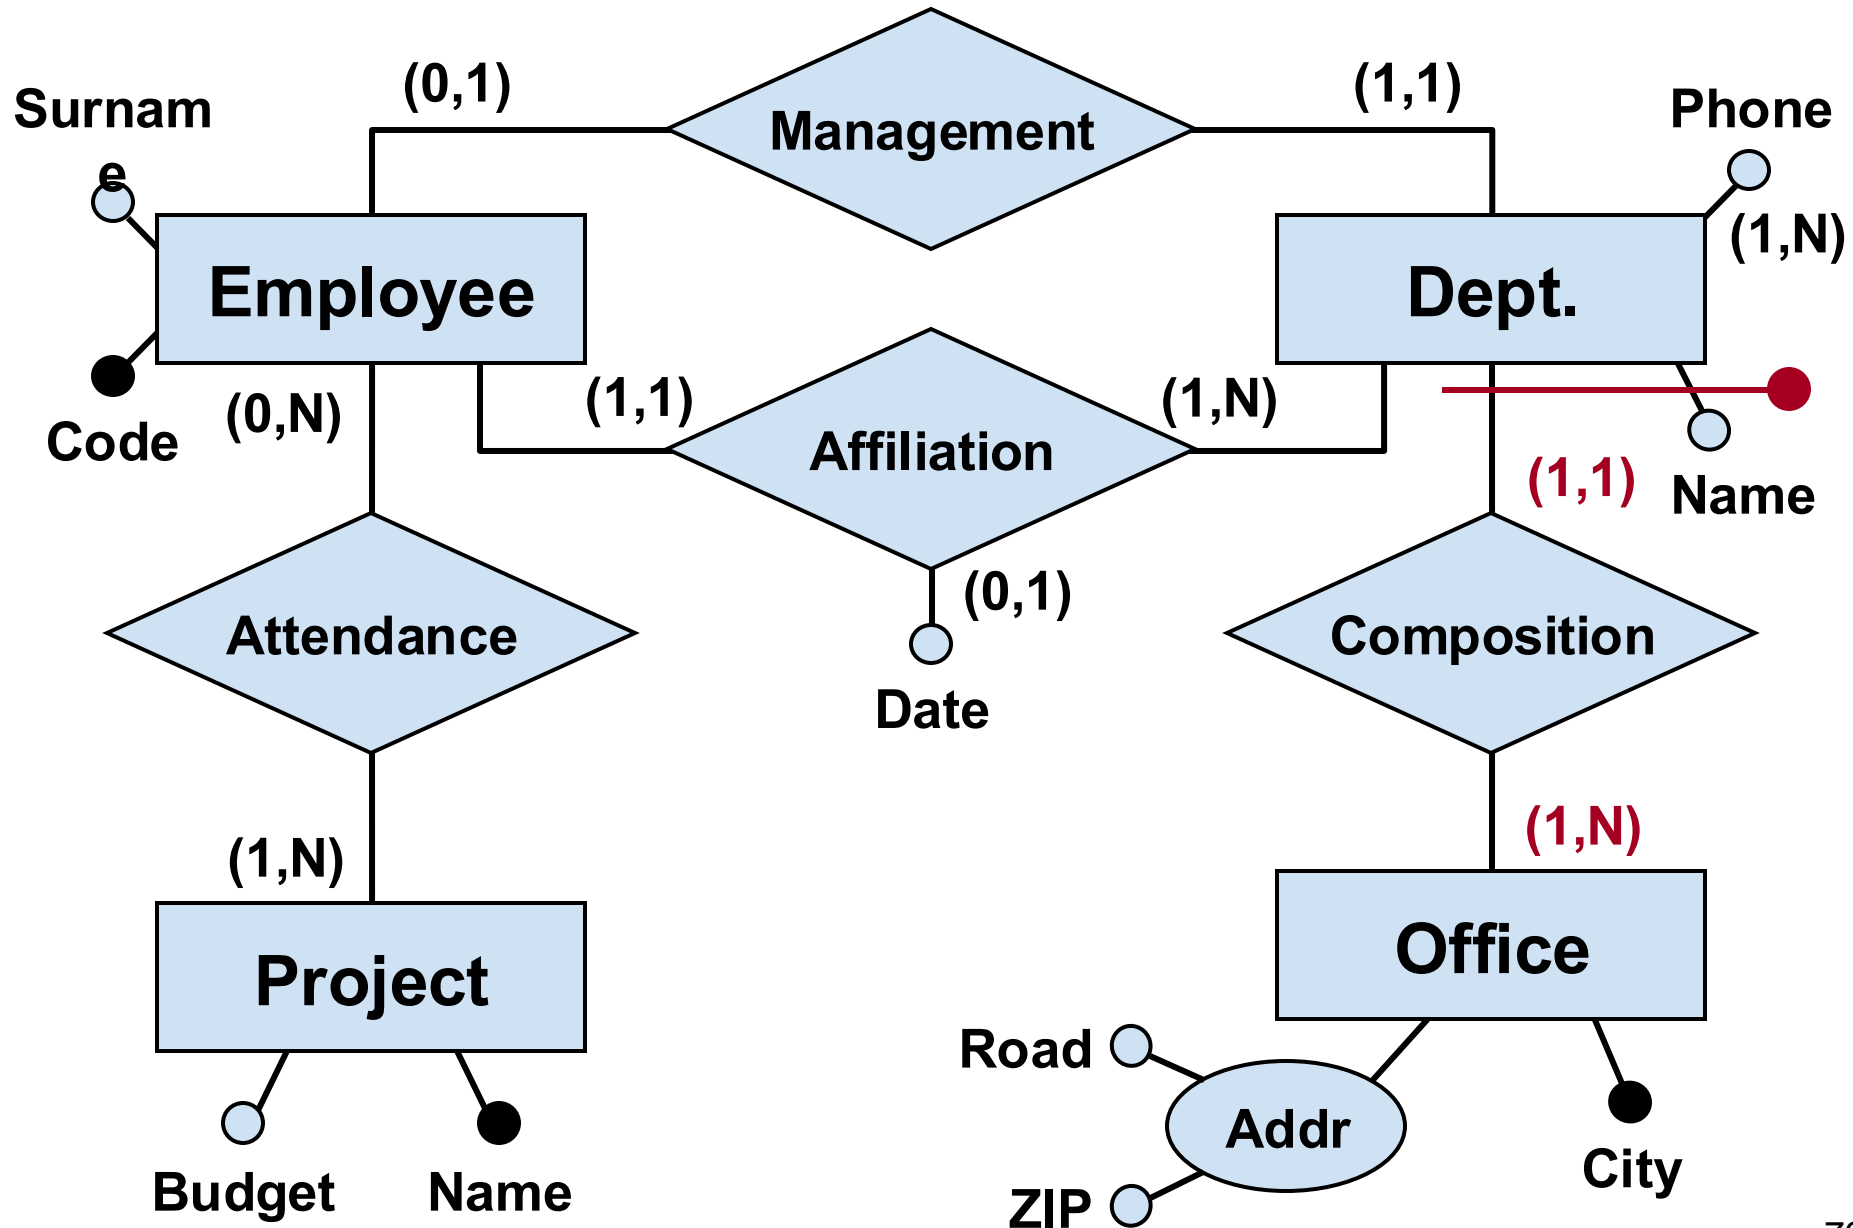 (0,1)
Management
(1,1)
Surnam
e
Phone
(1,N)
Employee
Dept.
Code
(0,N)
(1,1)
Affiliation
(1,N)
(1,1)
Name
(0,1)
Date
Attendance
Composition
(1,N)
(1,N)
Project
Office
Road
Addr
ZIP
City
Budget
Name